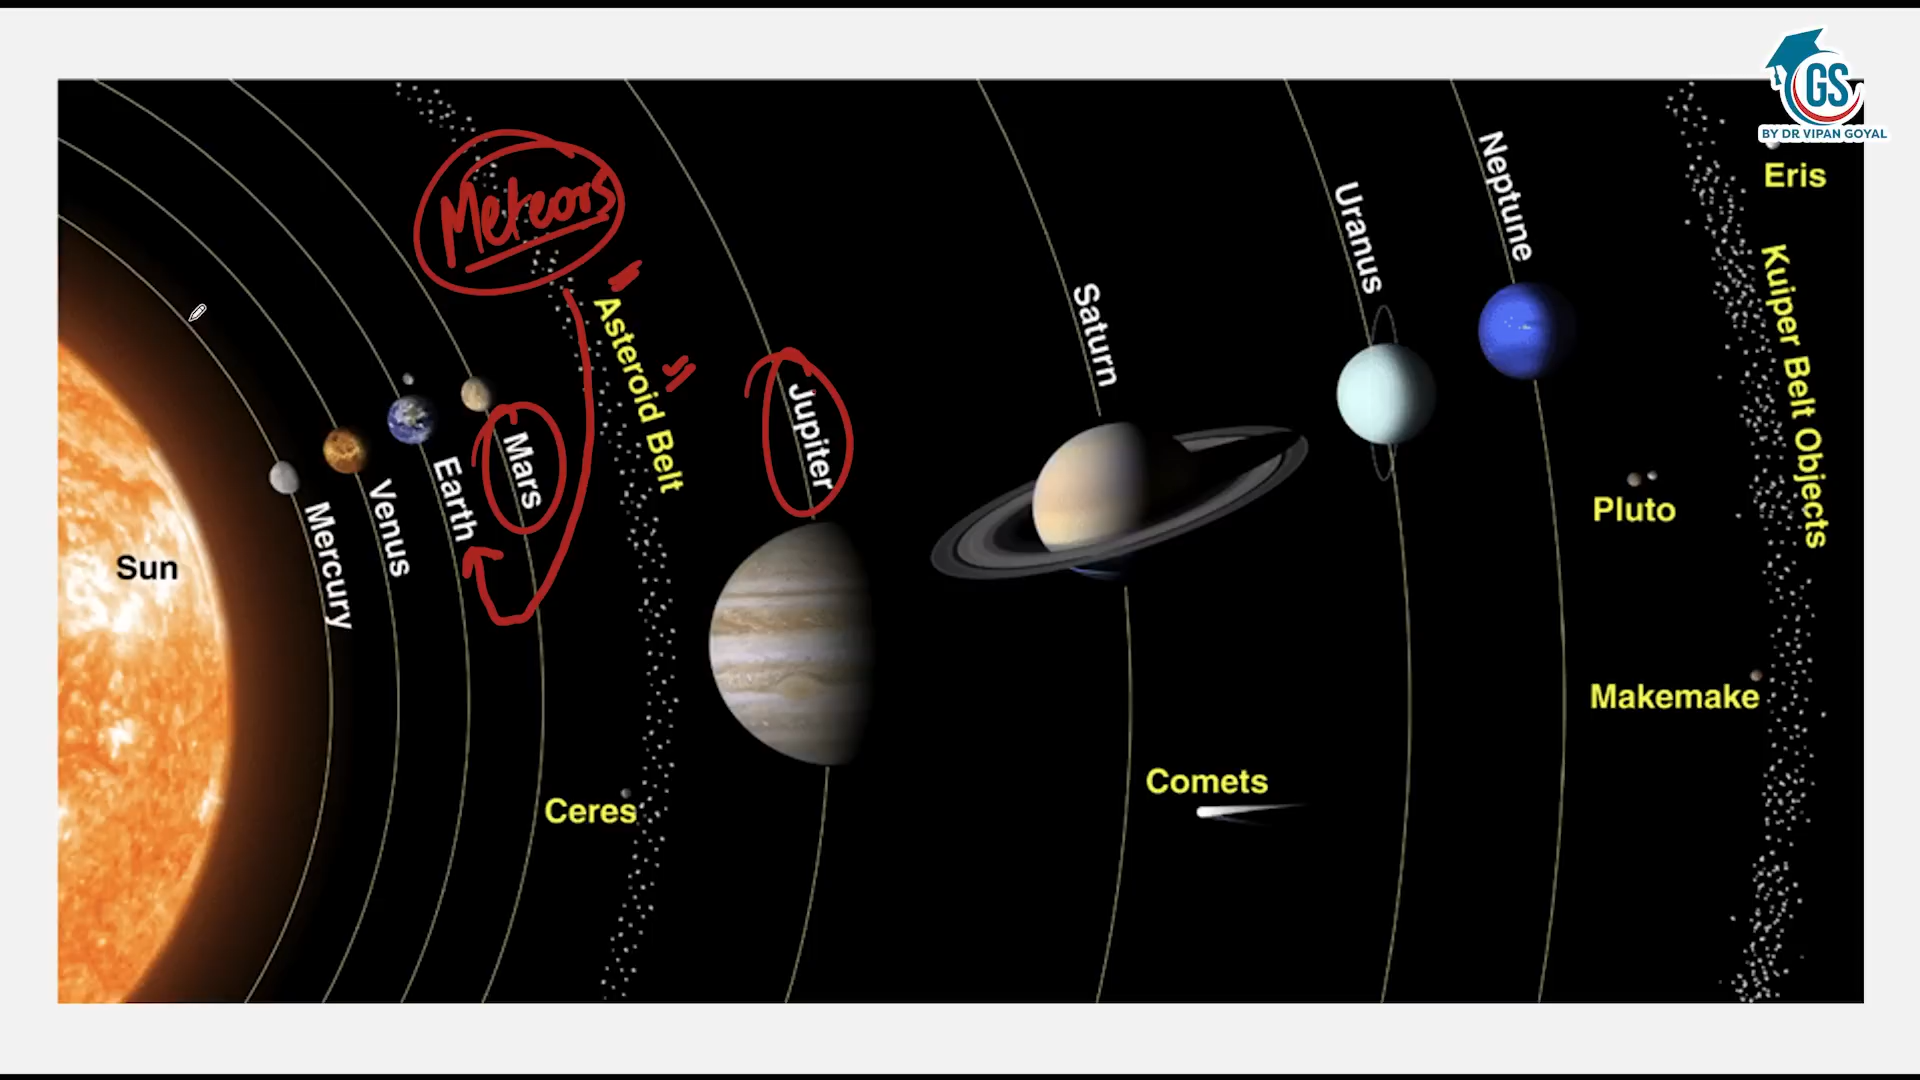 GS
BY DR VIPAN GOYAL
Eris
Neptune
Uranus
Meteors
Kuiper Belt Objects
Saturn
Asteroid Belt
Jupiter
Mars
Earth
Venus
Mercury
Sun
Pluto
Makemake
Comets
Ceres